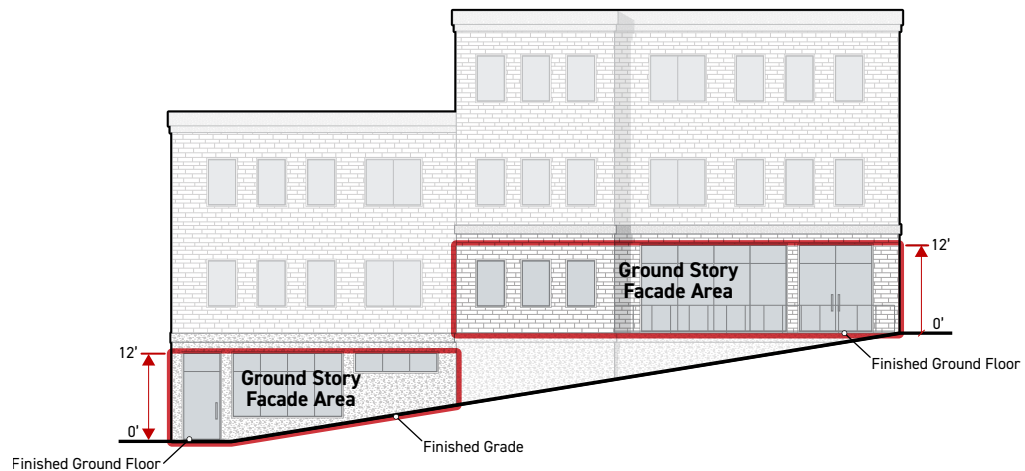 12'
Ground Story
Facade Area
0'
Finished Ground Floor
12'
Ground Story
Facade Area
0'
Finished Grade
Finished Ground Floor